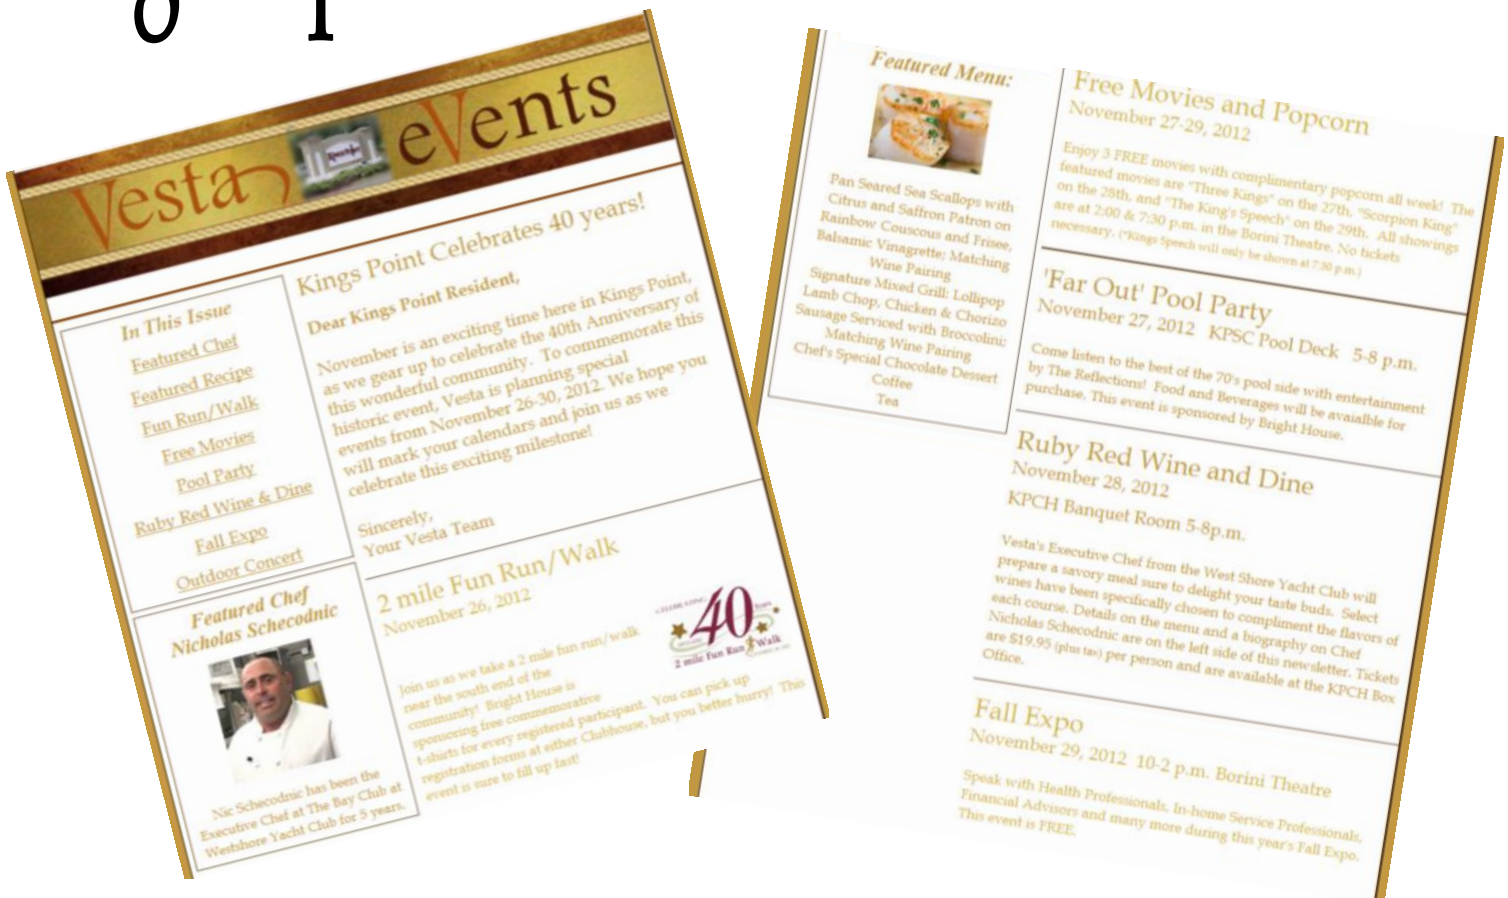 Vesta eVents
Kings Point Celebrates 40 years!
Dear Kings Point Resident,
November is an exciting time here in Kings Point,
as we gear up to celebrate the 40th Anniversary of
this wonderful community. To commemorate this
historic event, Vesta is planning special
events from November 26-30, 2012. We hope you
will mark your calendars and join us as we
celebrate this exciting milestone!
Sincerely,
Your Vesta Team
In This Issue
Featured Chef
Featured Recipe
Fun Run/Walk
Free Movies
Pool Party
Ruby Red Wine & Dine
Fall Expo
Outdoor Concert
Featured Chef
Nicholas Schecodnic
Nic Schecodnic has been the
Executive Chef at The Bay Club at
Westshore Yacht Club for 5 years.
2 mile Fun Run/Walk
November 26, 2012
Join us as we take a 2 mile fun run/walk
near the south end of the
community! Bright House is
sponsoring free commemorative
t-shirts for every registered participant. You can pick up
registration forms at either Clubhouse, but you better hurry! This
event is sure to fill up fast!
CELEBRATING
40
Years
2 mile Fun Run Walk
Featured Menu:
Pan Seared Sea Scallops with
Citrus and Saffron Patron on
Rainbow Couscous and Frisee,
Balsamic Vinagrette; Matching
Wine Pairing
Signature Mixed Grill: Lollipop
Lamb Chop, Chicken & Chorizo
Sausage Serviced with Broccolini;
Matching Wine Pairing
Chef's Special Chocolate Dessert
Coffee
Tea
Free Movies and Popcorn
November 27-29, 2012
Enjoy 3 FREE movies with complimentary popcorn all week! The
featured movies are "Three Kings" on the 27th, "Scorpion King"
on the 28th, and "The King's Speech" on the 29th. All showings
are at 2:00 & 7:30 p.m. in the Borini Theatre. No tickets
necessary. (*Kings Speech will only be shown at 7:30 p.m.)
'Far Out' Pool Party
November 27, 2012 KPSC Pool Deck 5-8 p.m.
Come listen to the best of the 70's pool side with entertainment
by The Reflections! Food and Beverages will be avaialble for
purchase. This event is sponsored by Bright House.
Ruby Red Wine and Dine
November 28, 2012
KPCH Banquet Room 5-8p.m.
Vesta's Executive Chef from the West Shore Yacht Club will
prepare a savory meal sure to delight your taste buds. Select
wines have been specifically chosen to compliment the flavors of
each course. Details on the menu and a biography on Chef
Nicholas Schecodnic are on the left side of this newsletter. Tickets
are $19.95 (plus tax) per person and are available at the KPCH Box
Office.
Fall Expo
November 29, 2012 10-2 p.m. Borini Theatre
Speak with Health Professionals, In-home Service Professionals,
Financial Advisors and many more during this year's Fall Expo.
This event is FREE.